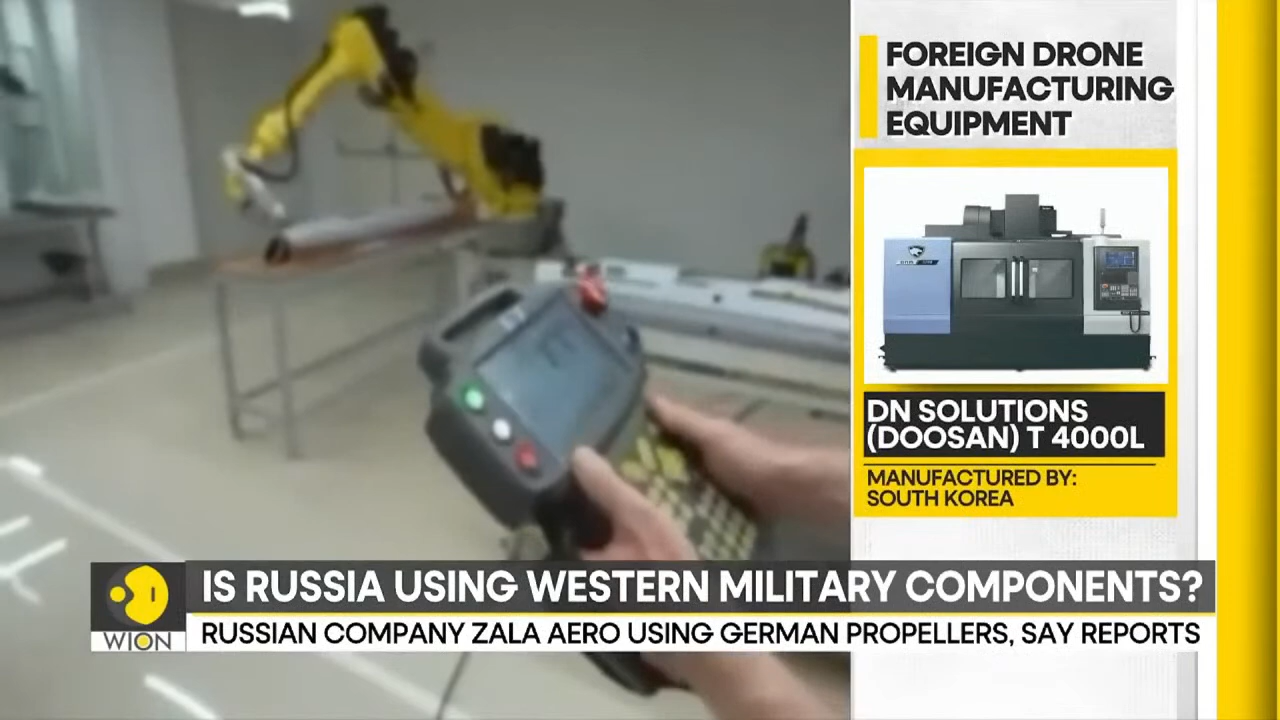 FOREIGN DRONE
MANUFACTURING
EQUIPMENT
DN SOLUTIONS
(DOOSAN) T 4000L
MANUFACTURED BY:
SOUTH KOREA
IS RUSSIA USING WESTERN MILITARY COMPONENTS?
RUSSIAN COMPANY ZALA AERO USING GERMAN PROPELLERS, SAY REPORTS
WION